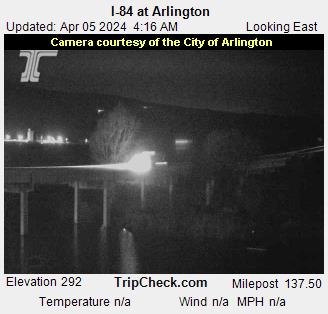 I-84 at Arlington
Updated: Apr 05 2024 4:16 AM Looking East
Camera courtesy of the City of Arlington
Elevation 292 TripCheck.com Milepost 137.50
Temperature n/a Wind n/a MPH n/a